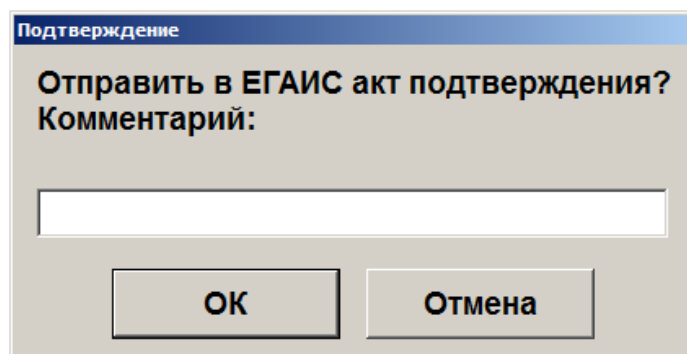 Подтверждение
Отправить в ЕГАИС акт подтверждения?
Комментарий:
ОК
Отмена